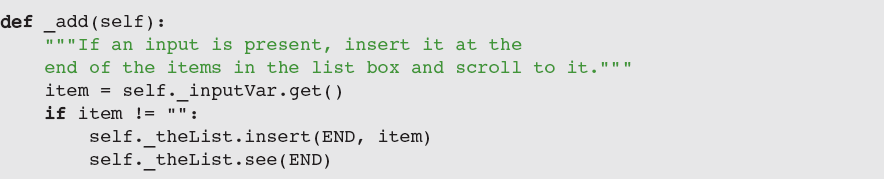 def _add(self):
    """If an input is present, insert it at the
    end of the items in the list box and scroll to it."""
    item = self._inputVar.get()
    if item != "":
        self._theList.insert(END, item)
        self._theList.see(END)